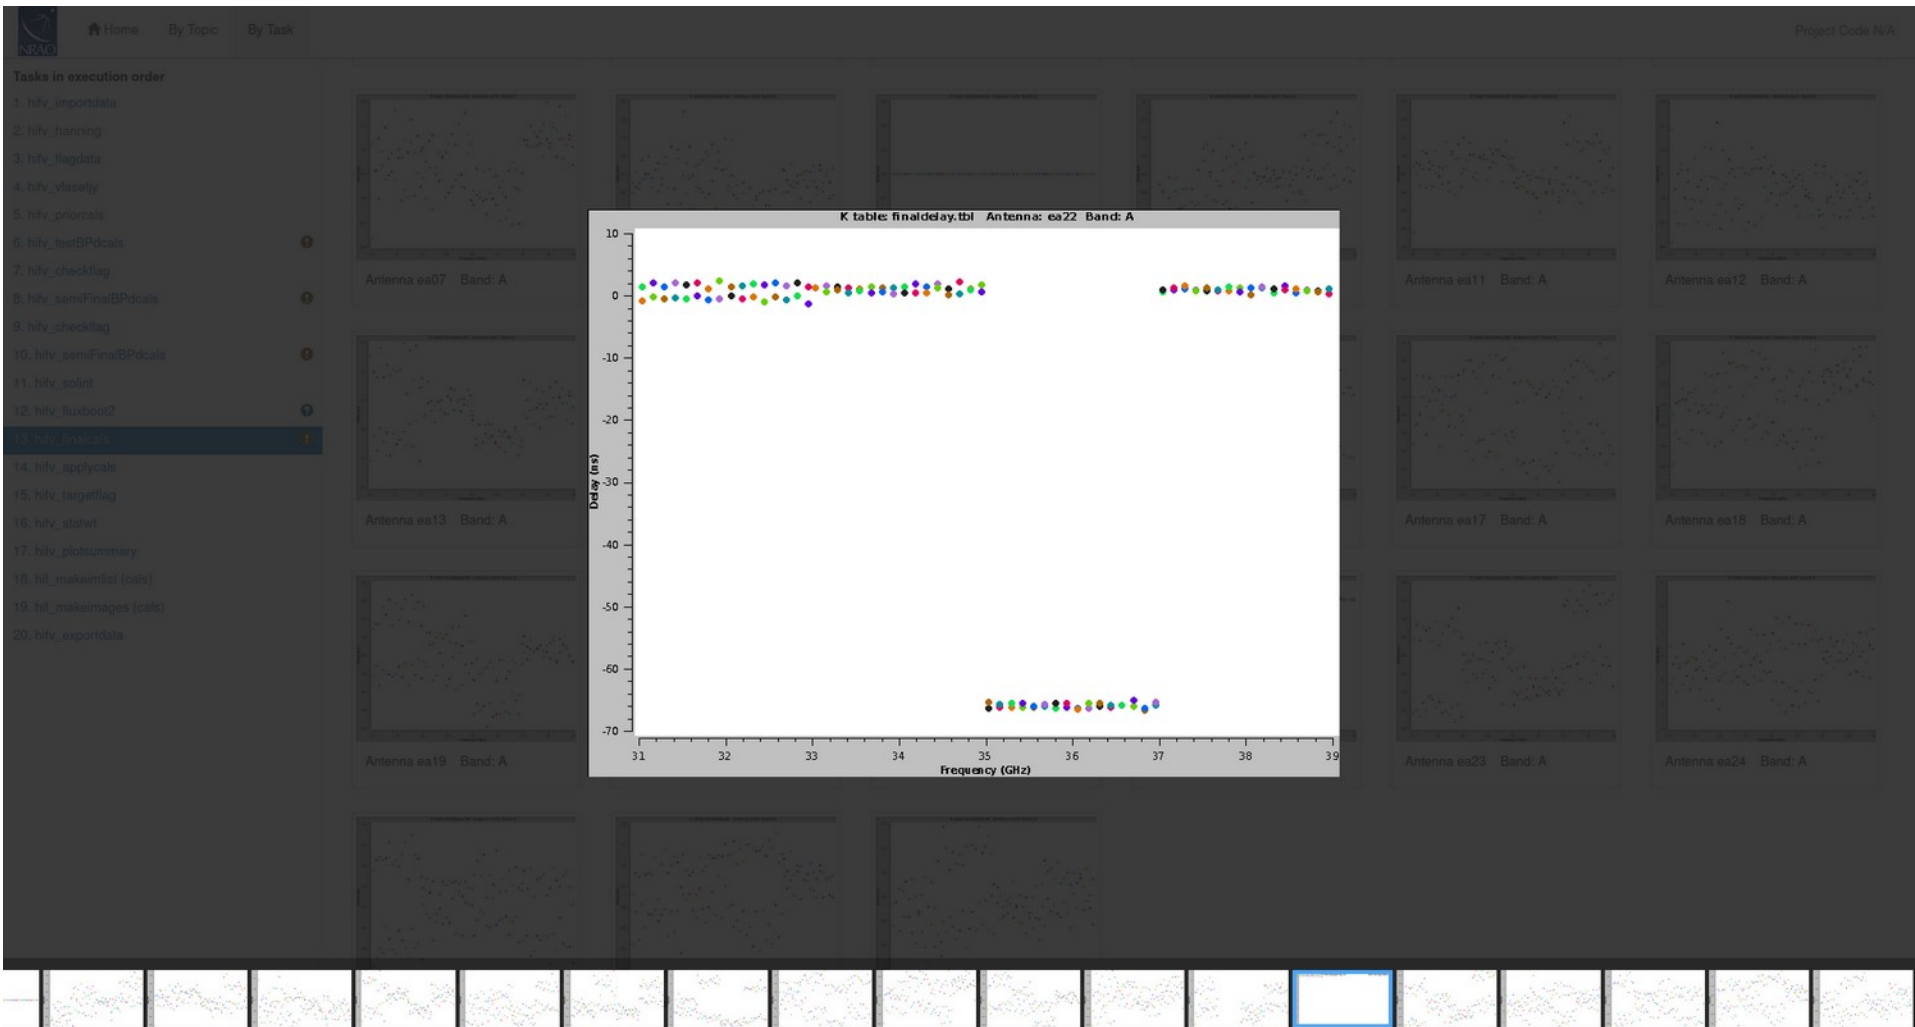 NRAO
Home By Topic By Task Project Code N/A
Tasks in execution order
1. hifv_importdata
2. hifv_hanning
3. hifv_flagdata
4. hifv_vlasetjy
5. hifv_priorcals
6. hifv_testBPdcals
7. hifv_checkflag
8. hifv_semiFinalBPdcals
9. hifv_checkflag
10. hifv_semiFinalBPdcals
11. hifv_solint
12. hifv_fluxboot2
13. hifv_finalcals
14. hifv_applycals
15. hifv_targetflag
16. hifv_statwt
17. hifv_plotsummary
18. hif_makeimlist (cals)
19. hif_makeimages (cals)
20. hifv_exportdata
Antenna ea07 Band: A
Antenna ea11 Band: A
Antenna ea12 Band: A
Antenna ea13 Band: A
Antenna ea17 Band: A
Antenna ea18 Band: A
Antenna ea19 Band: A
Antenna ea23 Band: A
Antenna ea24 Band: A
K table: finaldelay.tbl Antenna: ea22 Band: A
10
0
-10
-20
-30
-40
-50
-60
-70
Delay (ns)
31 32 33 34 35 36 37 38 39
Frequency (GHz)